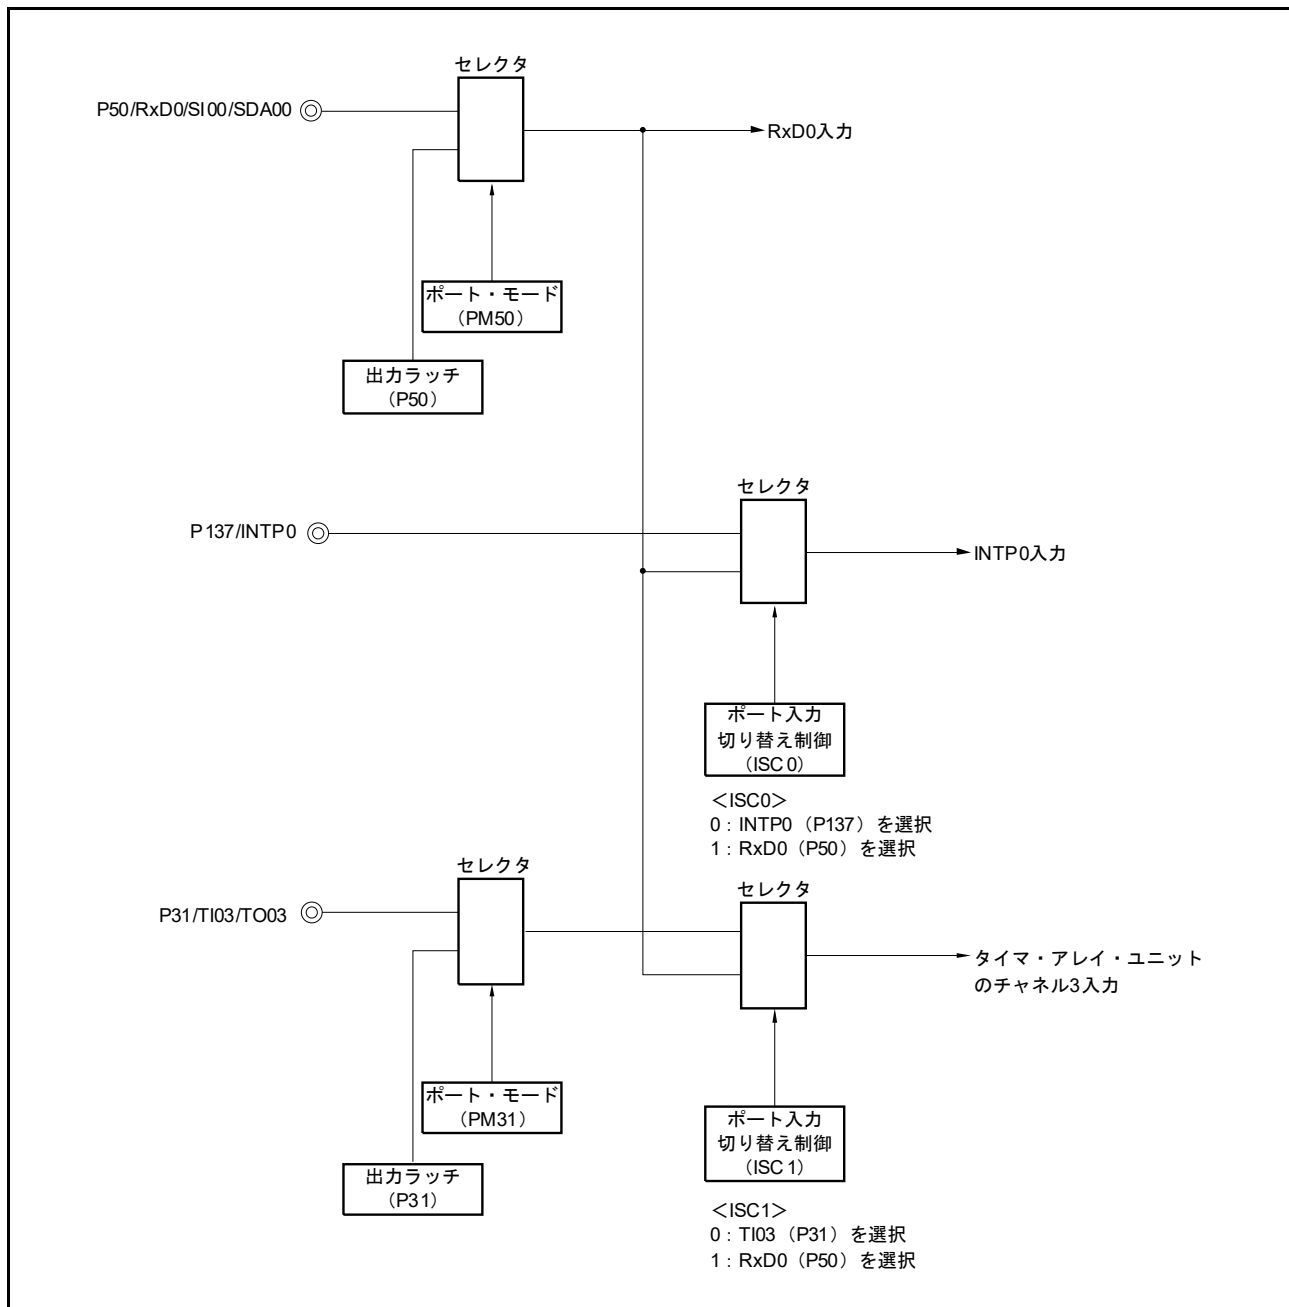 セレクタ
P50/RxD0/SI00/SDA00
RxD0入力
ポート・モード
（PM50）
出力ラッチ
（P50）
セレクタ
P137/INTP0
INTP0入力
ポート入力
切り替え制御
（ISC0）
＜ISC0＞
0：INTP0（P137）を選択
1：RxD0（P50）を選択
セレクタ
セレクタ
P31/TI03/TO03
タイマ・アレイ・ユニット
のチャネル3入力
ポート・モード
（PM31）
ポート入力
切り替え制御
（ISC1）
出力ラッチ
（P31）
＜ISC1＞
0：TI03（P31）を選択
1：RxD0（P50）を選択